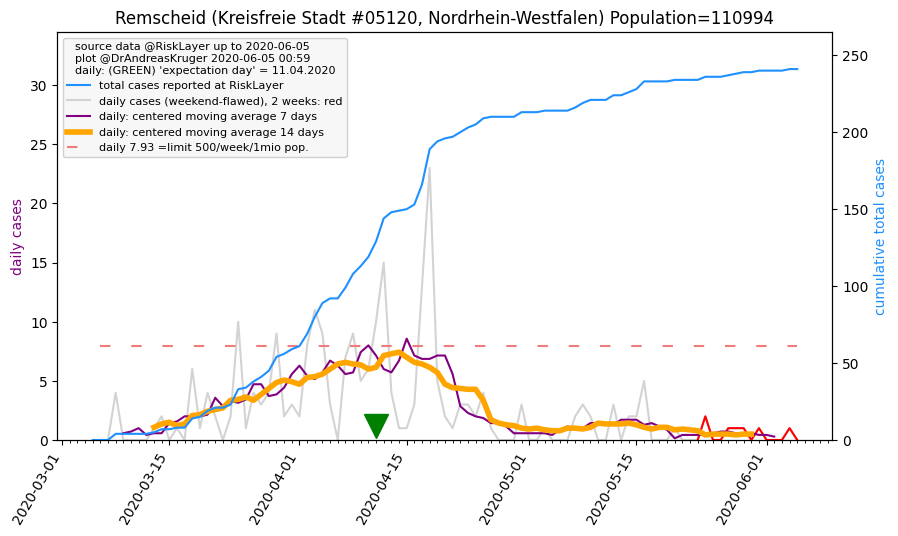 Remscheid (Kreisfreie Stadt #05120, Nordrhein-Westfalen) Population=110994
source data @RiskLayer up to 2020-06-05
plot @DrAndreasKruger 2020-06-05 00:59
daily: (GREEN) 'expectation day' = 11.04.2020
total cases reported at RiskLayer
daily cases (weekend-flawed), 2 weeks: red
daily: centered moving average 7 days
daily: centered moving average 14 days
daily 7.93 =limit 500/week/1mio pop.
daily cases
30
25
20
15
10
5
0
250
200
150
100
50
0
cumulative total cases
2020-03-01
2020-03-15
2020-04-01
2020-04-15
2020-05-01
2020-05-15
2020-06-01